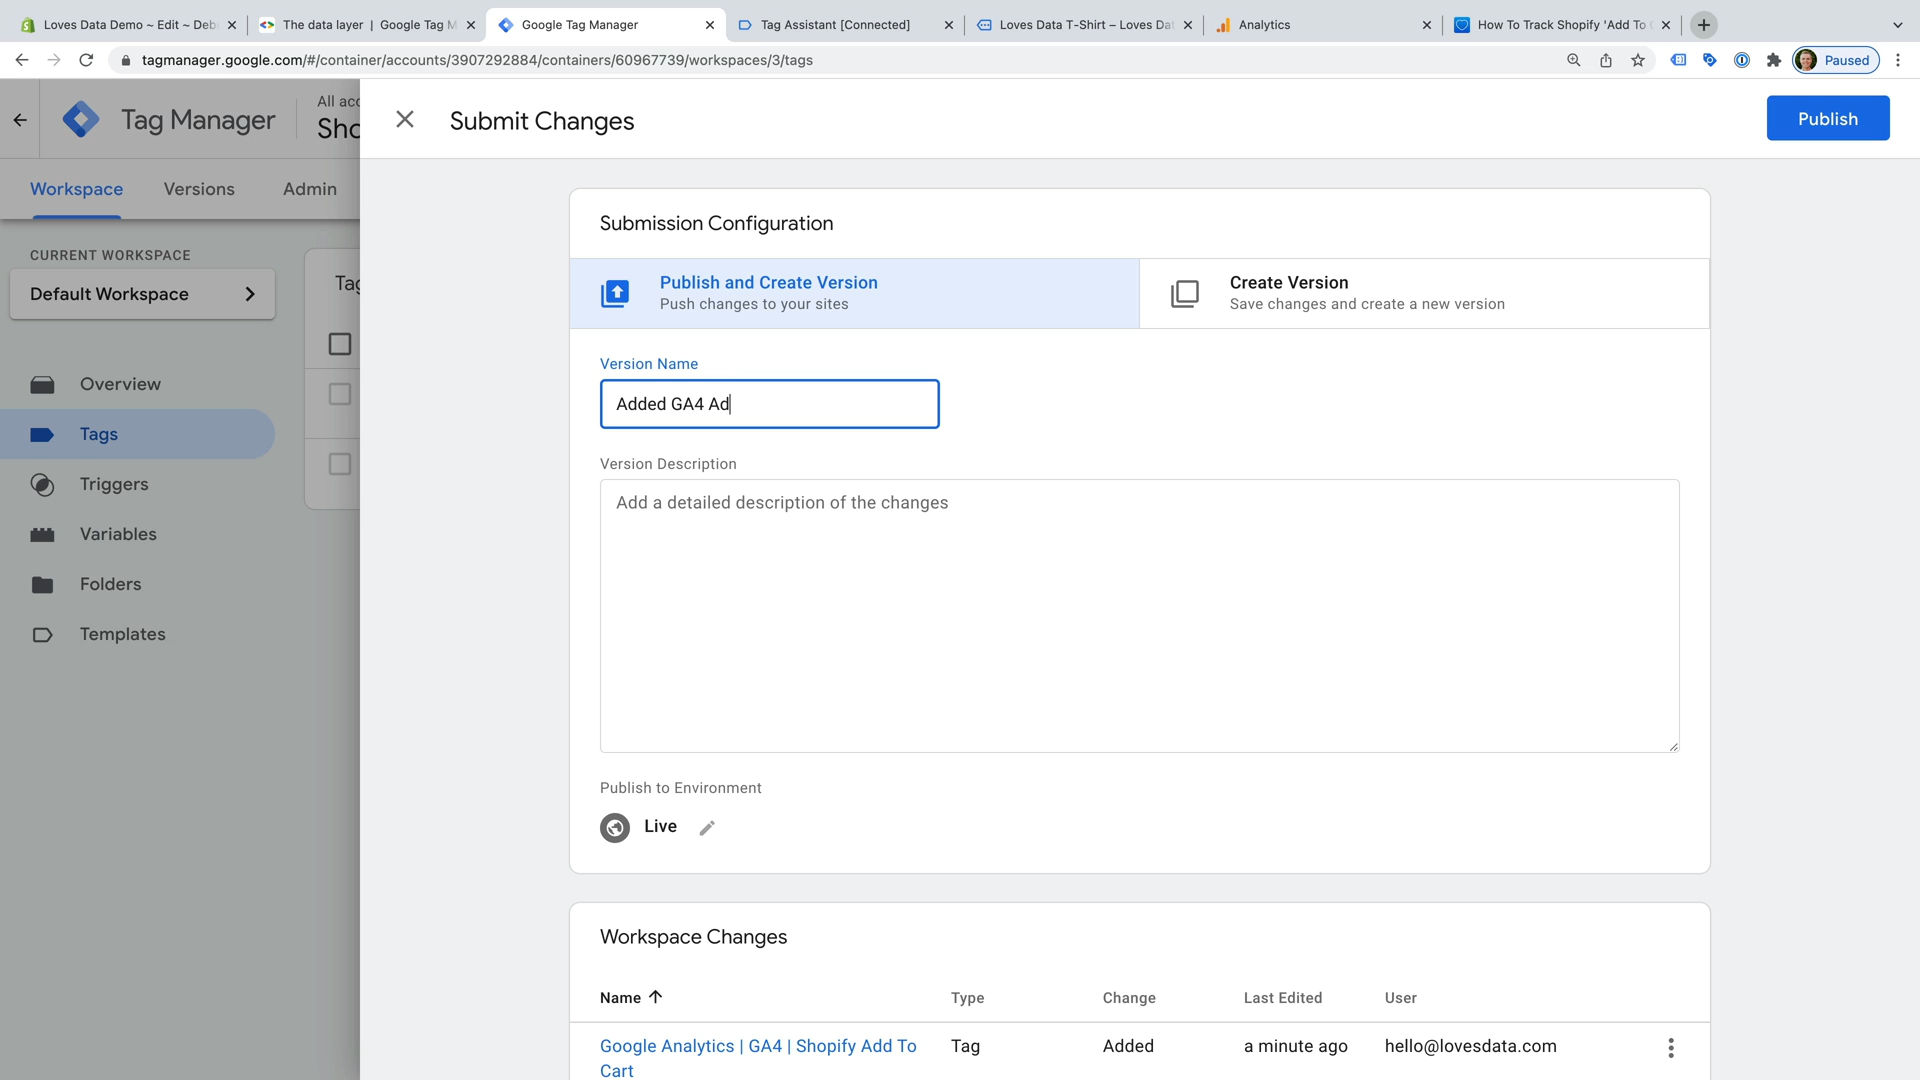 Loves Data Demo ~ Edit ~ Deb
The data layer | Google Tag M
Google Tag Manager
Tag Assistant [Connected]
Loves Data T-Shirt – Loves Dat
Analytics
How To Track Shopify 'Add To C
tagmanager.google.com/#/container/accounts/3907292884/containers/60967739/workspaces/3/tags
Paused
Tag Manager
All acc
Sho
Submit Changes
Publish
Workspace
Versions
Admin
CURRENT WORKSPACE
Default Workspace
Tag
Overview
Tags
Triggers
Variables
Folders
Templates
Submission Configuration
Publish and Create Version
Push changes to your sites
Create Version
Save changes and create a new version
Version Name
Added GA4 Ad
Version Description
Add a detailed description of the changes
Publish to Environment
Live
Workspace Changes
Name
Type
Change
Last Edited
User
Google Analytics | GA4 | Shopify Add To
Cart
Tag
Added
a minute ago
hello@lovesdata.com